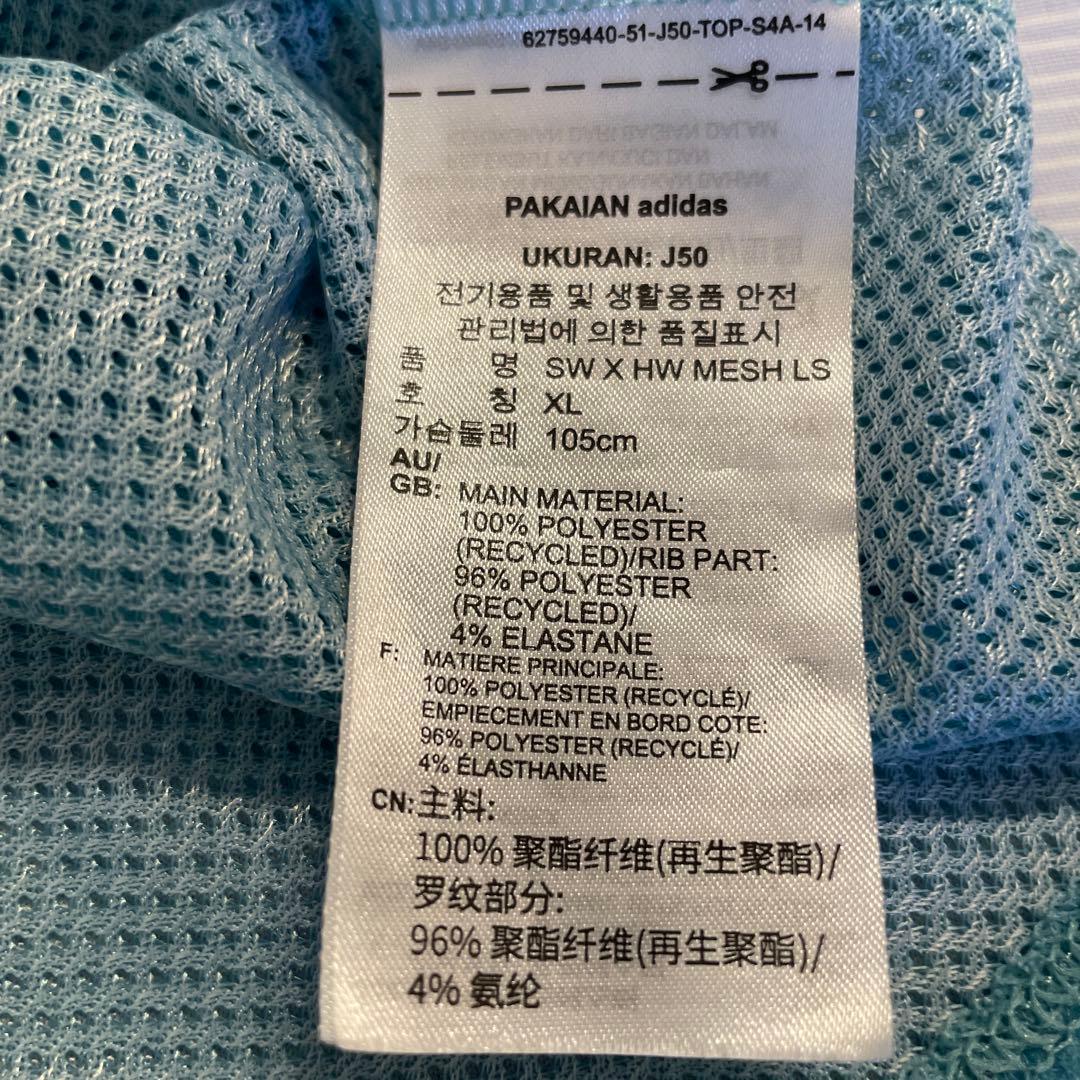 62759440-51-J50-TOP-S4A-14
PAKAIAN adidas
UKURAN: J50
전기용품 및 생활용품 안전
관리법에 의한 품질표시
품 명 SW X HW MESH LS
호 칭 XL
가슴둘레 105cm
AU/
GB: MAIN MATERIAL:
100% POLYESTER
(RECYCLED)/RIB PART:
96% POLYESTER
(RECYCLED)/
4% ELASTANE
F: MATIERE PRINCIPALE:
100% POLYESTER (RECYCLÉ)/
EMPIECEMENT EN BORD COTE:
96% POLYESTER (RECYCLÉ)/
4% ÉLASTHANNE
CN: 主料:
100% 聚酯纤维(再生聚酯)/
罗纹部分:
96% 聚酯纤维(再生聚酯)/
4% 氨纶